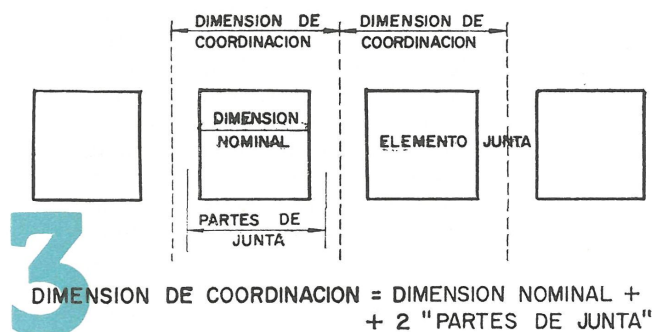 DIMENSION DE COORDINACION
DIMENSION DE COORDINACION
DIMENSION NOMINAL
ELEMENTO
JUNTA
PARTES DE JUNTA
3
DIMENSION DE COORDINACION = DIMENSION NOMINAL +
+ 2 "PARTES DE JUNTA"